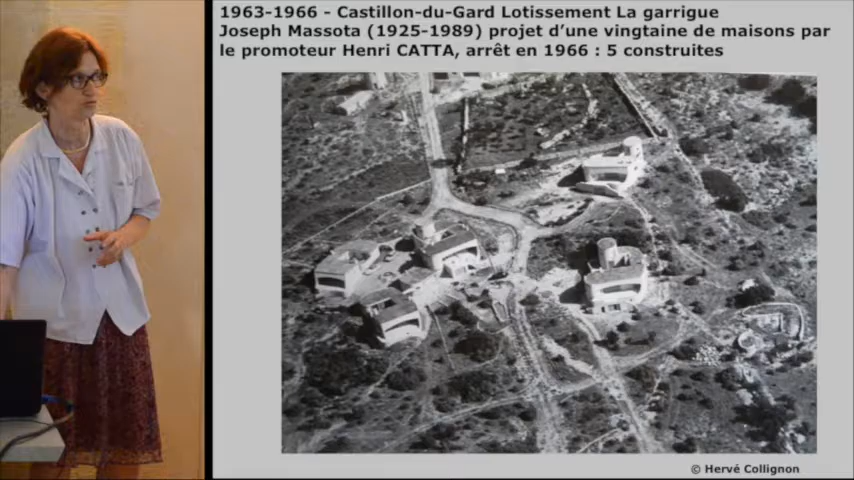 1963-1966 - Castillon-du-Gard Lotissement La garrigue
Joseph Massota (1925-1989) projet d'une vingtaine de maisons par
le promoteur Henri CATTA, arrêt en 1966 : 5 construites
© Hervé Collignon